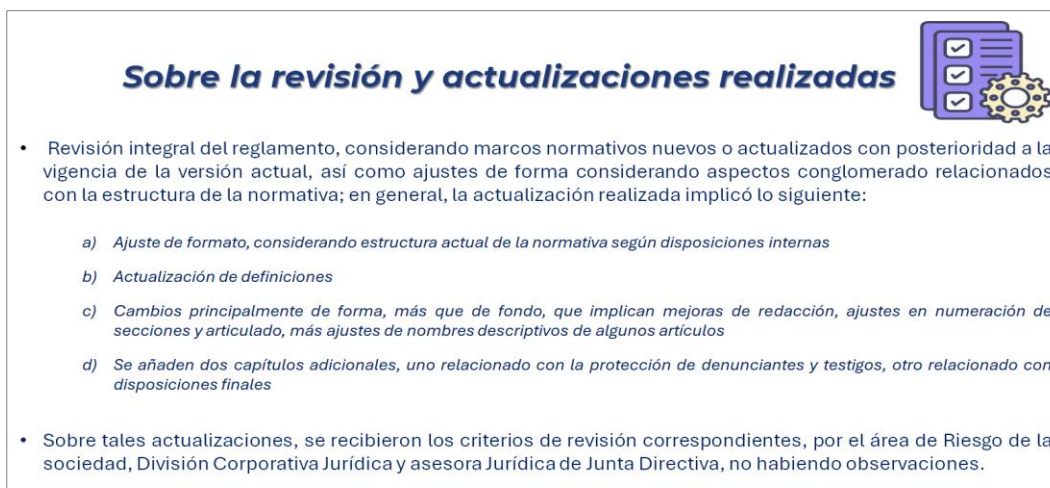 Sobre la revisión y actualizaciones realizadas
• Revisión integral del reglamento, considerando marcos normativos nuevos o actualizados con posterioridad a la
vigencia de la versión actual, así como ajustes de forma considerando aspectos conglomerado relacionados
con la estructura de la normativa; en general, la actualización realizada implicó lo siguiente:
a) Ajuste de formato, considerando estructura actual de la normativa según disposiciones internas
b) Actualización de definiciones
c) Cambios principalmente de forma, más que de fondo, que implican mejoras de redacción, ajustes en numeración de
secciones y articulado, más ajustes de nombres descriptivos de algunos artículos
d) Se añaden dos capítulos adicionales, uno relacionado con la protección de denunciantes y testigos, otro relacionado con
disposiciones finales
• Sobre tales actualizaciones, se recibieron los criterios de revisión correspondientes, por el área de Riesgo de la
sociedad, División Corporativa Jurídica y asesora Jurídica de Junta Directiva, no habiendo observaciones.